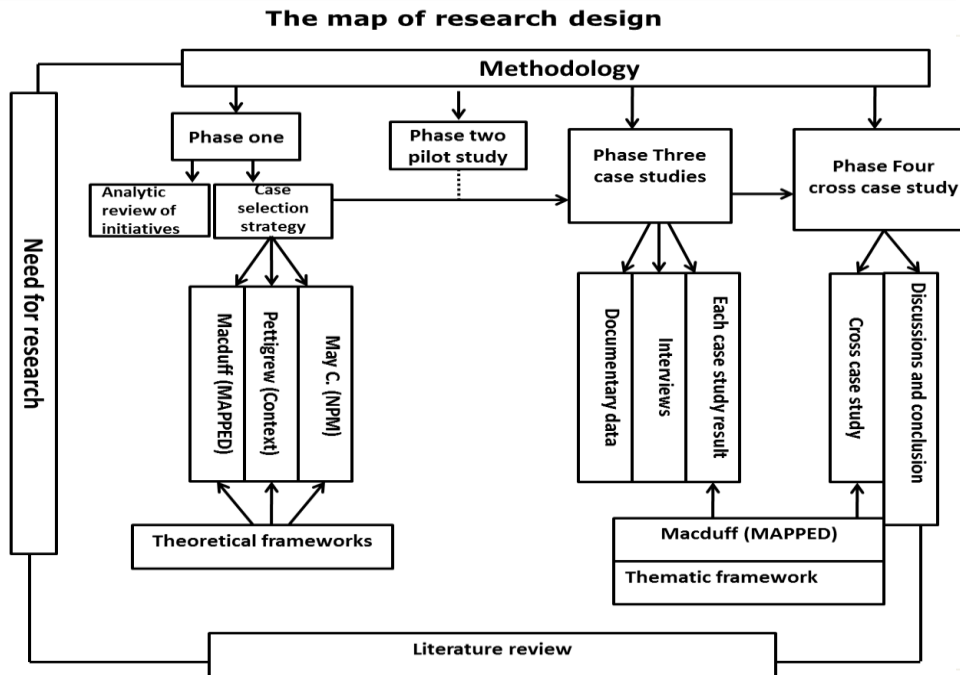 The map of research design
Methodology
Need for research
Phase one
Phase two
pilot study
Phase Three
case studies
Phase Four
cross case study
Analytic
review of
initiatives
Case
selection
strategy
Macduff (MAPPED)
Pettigrew (Context)
May C. (NPM)
Documentary data
Interviews
Each case study result
Cross case study
Discussions and conclusion
Theoretical frameworks
Macduff (MAPPED)
Thematic framework
Literature review